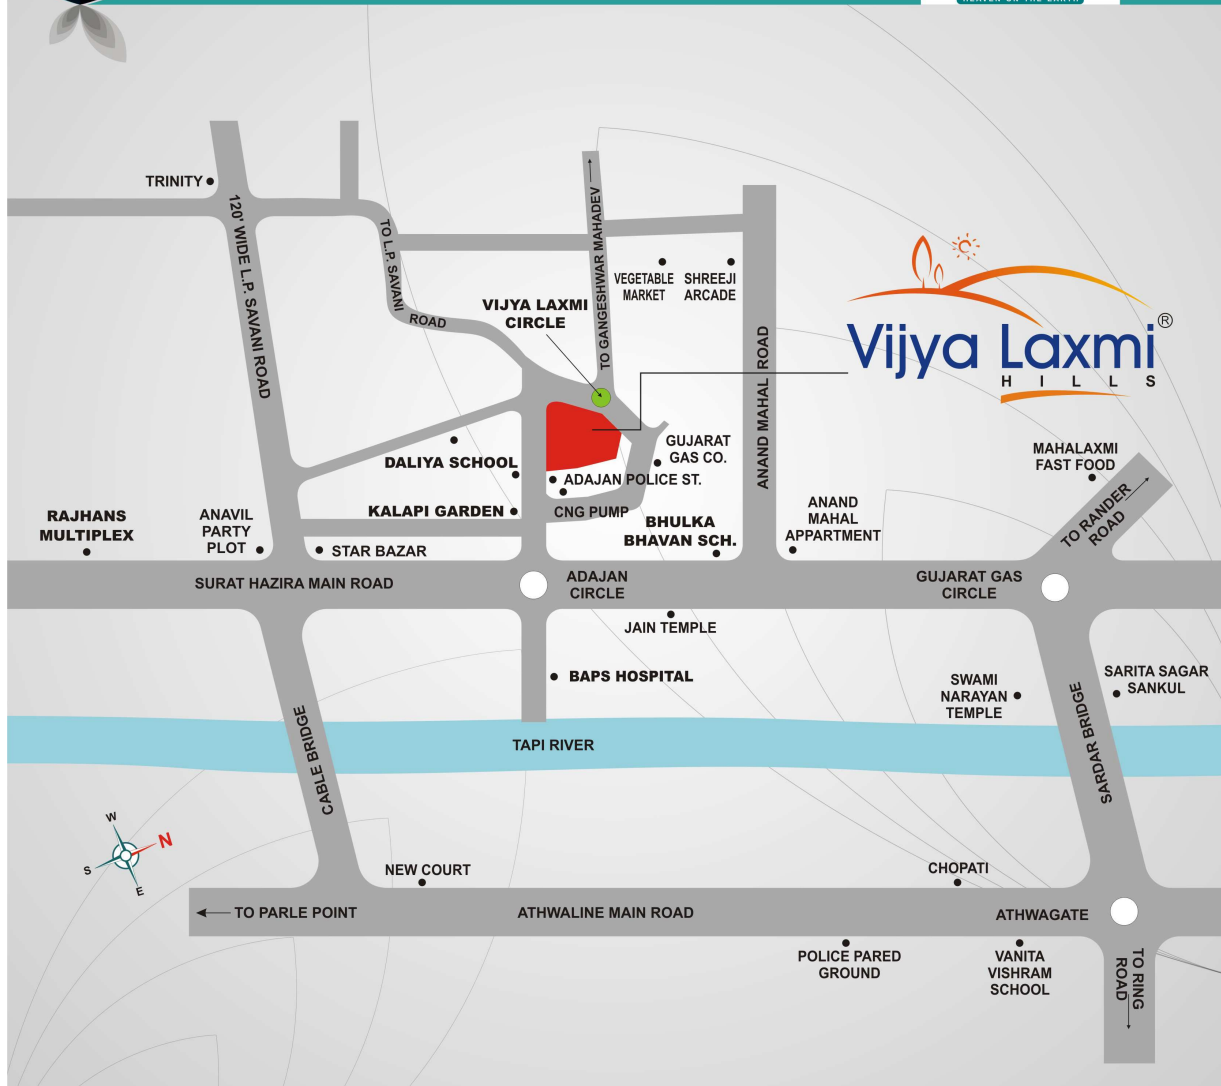 HEAVEN ON THE EARTH
TRINITY
120' WIDE L.P. SAVANI ROAD
TO L.P. SAVANI
ROAD
TO GANGESHWAR MAHADEV
VEGETABLE
MARKET
SHREEJI
ARCADE
VIJYA LAXMI
CIRCLE
ANAND MAHAL ROAD
Vijya Laxmi®
HILLS
GUJARAT
GAS CO.
MAHALAXMI
FAST FOOD
DALIYA SCHOOL
ADAJAN POLICE ST.
TO RANDER
ROAD
KALAPI GARDEN
CNG PUMP
RAJHANS
MULTIPLEX
ANAVIL
PARTY
PLOT
STAR BAZAR
BHULKA
BHAVAN SCH.
ANAND
MAHAL
APPARTMENT
SURAT HAZIRA MAIN ROAD
ADAJAN
CIRCLE
GUJARAT GAS
CIRCLE
JAIN TEMPLE
BAPS HOSPITAL
SWAMI
NARAYAN
TEMPLE
SARITA SAGAR
SANKUL
CABLE BRIDGE
TAPI RIVER
SARDAR BRIDGE
W
N
S
E
NEW COURT
CHOPATI
TO PARLE POINT
ATHWALINE MAIN ROAD
ATHWAGATE
POLICE PARED
GROUND
VANITA
VISHRAM
SCHOOL
TO RING
ROAD